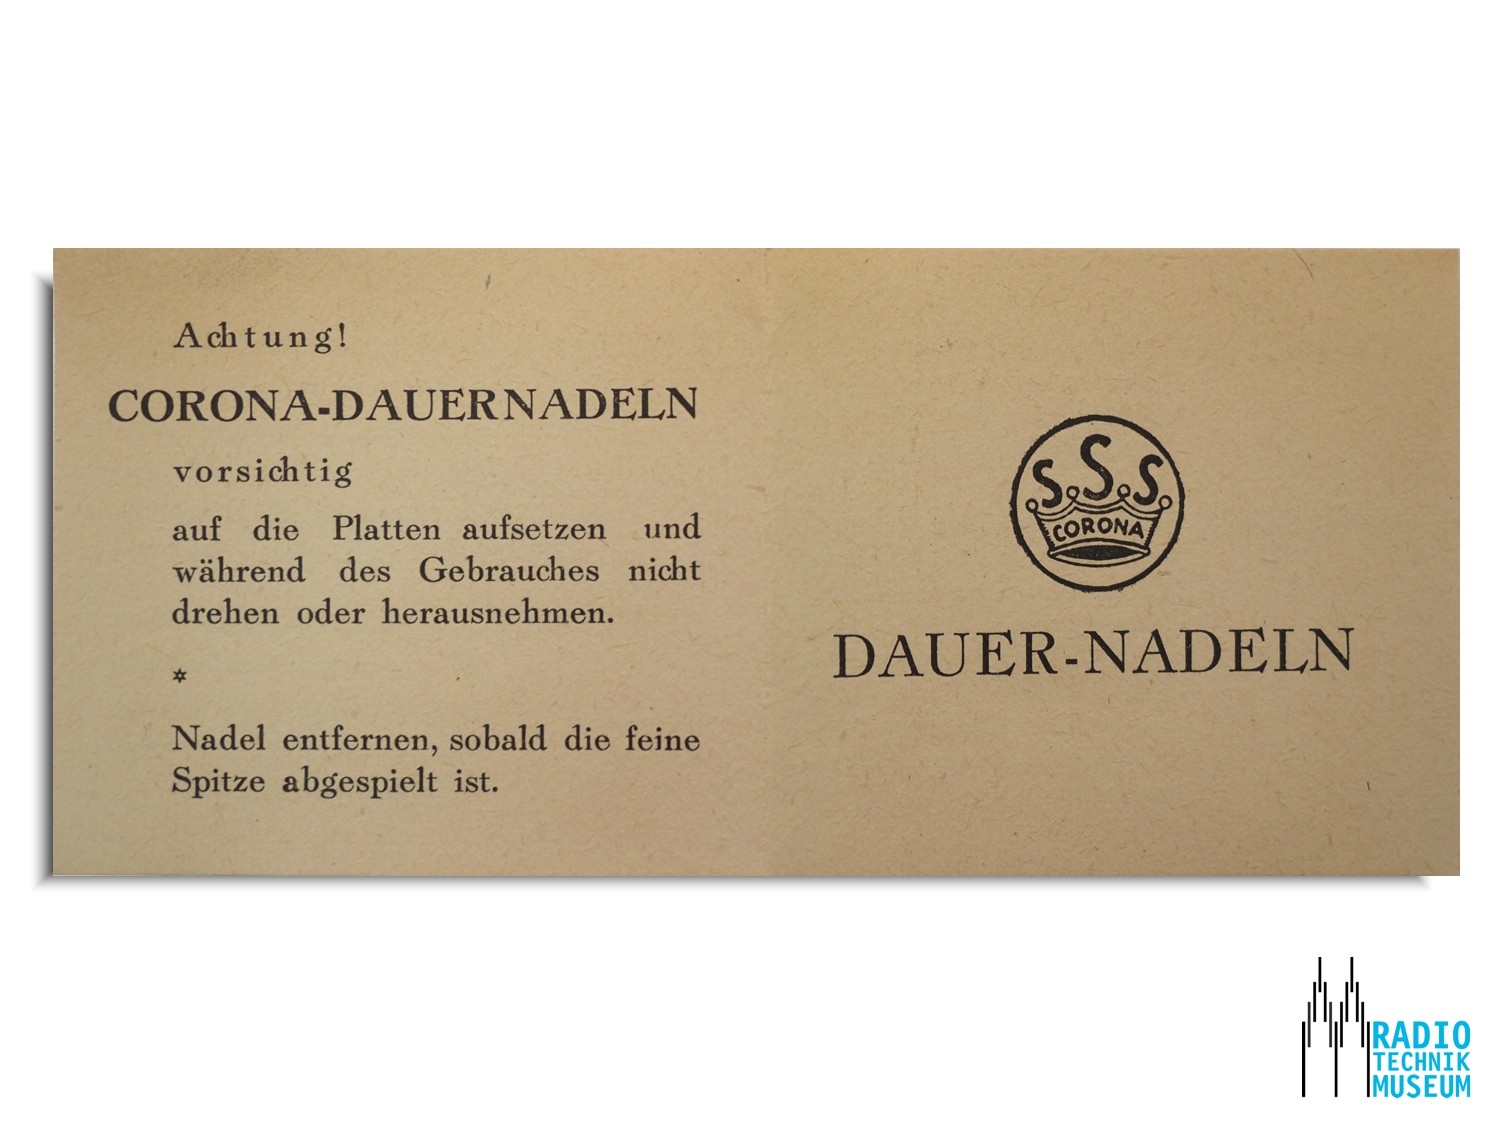 Achtung!
CORONA-DAUERNADELN
vorsichtig
auf die Platten aufsetzen und
während des Gebrauches nicht
drehen oder herausnehmen.
*
Nadel entfernen, sobald die feine
Spitze abgespielt ist.
S.S.S
CORONA
DAUER-NADELN
RADIO
TECHNIK
MUSEUM